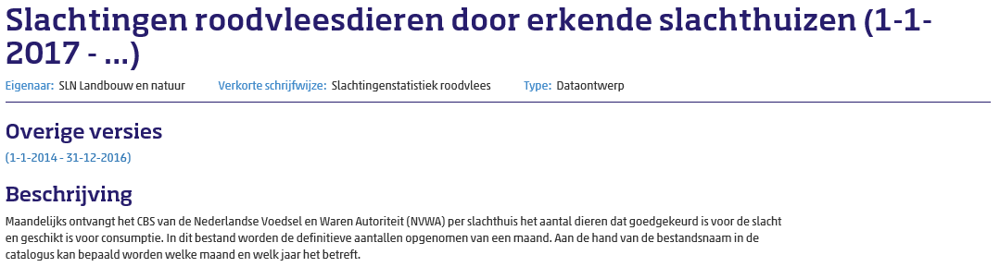 Slachtingen roodvleesdieren door erkende slachthuizen (1-1-
2017 - ...)
Eigenaar: SLN Landbouw en natuur Verkorte schrijfwijze: Slachtingenstatistiek roodvlees Type: Dataontwerp
Overige versies
(1-1-2014 - 31-12-2016)
Beschrijving
Maandelijks ontvangt het CBS van de Nederlandse Voedsel en Waren Autoriteit (NVWA) per slachthuis het aantal dieren dat goedgekeurd is voor de slacht
en geschikt is voor consumptie. In dit bestand worden de definitieve aantallen opgenomen van een maand. Aan de hand van de bestandsnaam in de
catalogus kan bepaald worden welke maand en welk jaar het betreft.